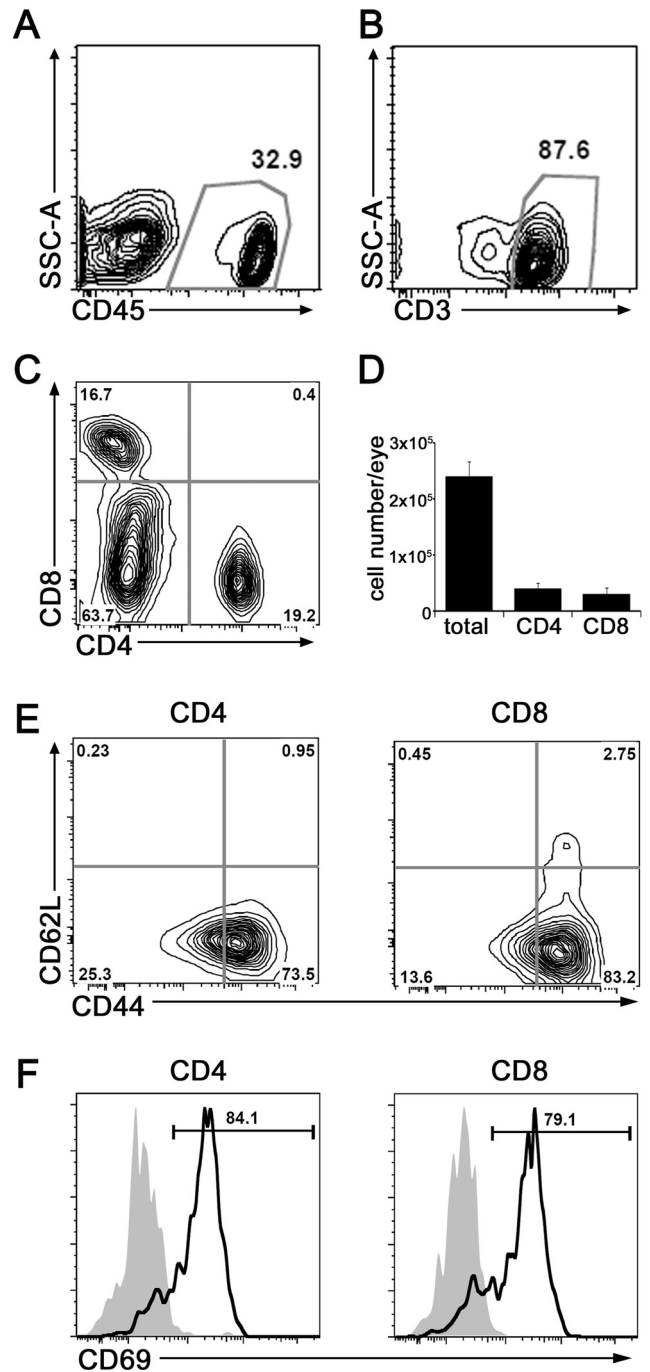 A
B
32.9
87.6
SSC-A
SSC-A
CD45
CD3
C
D
16.7
0.4
63.7
19.2
CD8
CD4
3x10⁵
2x10⁵
1x10⁵
0
cell number/eye
total
CD4
CD8
E
CD4
CD8
0.23
0.95
25.3
73.5
0.45
2.75
13.6
83.2
CD62L
CD44
F
CD4
CD8
84.1
79.1
CD69